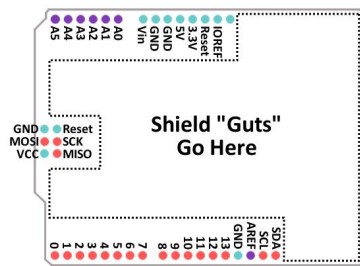 A5
A4
A3
A2
A1
A0
Vin
GND
GND
5V
3.3V
Reset
IOREF
Shield "Guts"
Go Here
GND Reset
MOSI SCK
VCC MISO
0
1
2
3
4
5
6
7
8
9
10
11
12
13
GND
AREF
SCL
SDA